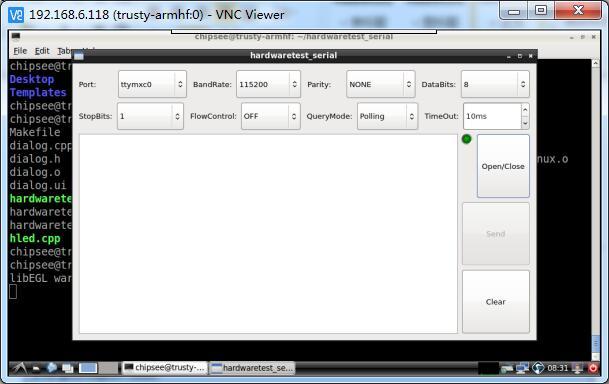 192.168.6.118 (trusty-armhf:0) - VNC Viewer
chipsee@trusty-armhf: ~/hardwaretest_serial
File Edit Tabs
hardwaretest_serial
chipsee@tr
Desktop
Templates
chipsee@tr
chipsee@tr
Makefile
dialog.cpp
dialog.h
nux.o
dialog.o
dialog.ui
hardwarete
hardwarete
hardwarete
hled.cpp
chipsee@tr
chipsee@tr
libEGL war
Port: ttymxc0 BandRate: 115200 Parity: NONE DataBits: 8
StopBits: 1 FlowControl: OFF QueryMode: Polling TimeOut: 10ms
Open/Close
Send
Clear
chipsee@trusty-... hardwaretest_se... 08:31